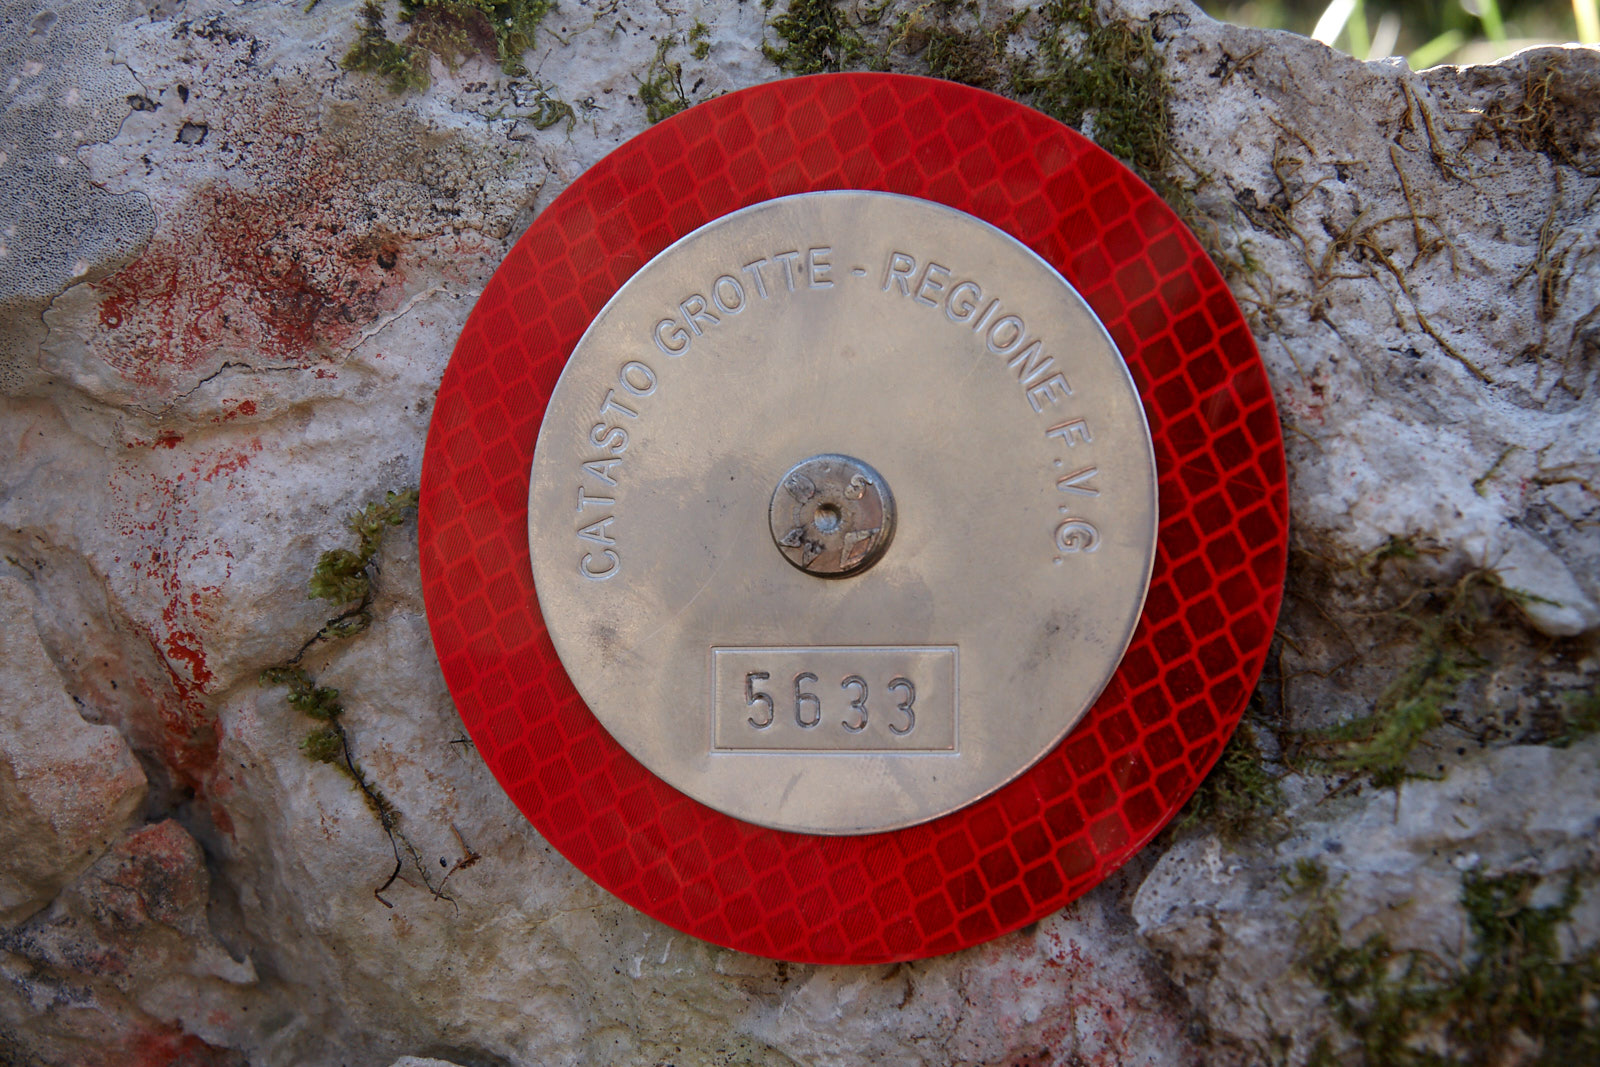 CATASTO GROTTE - REGIONE F.V.G.
5633